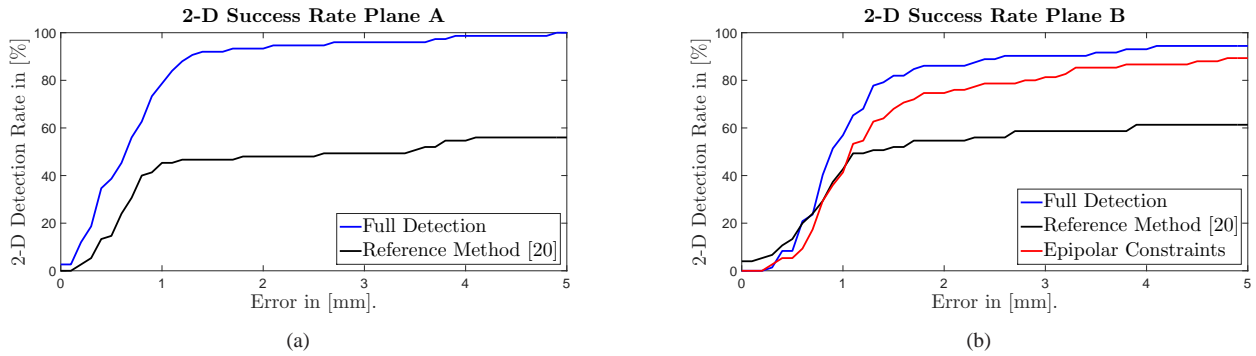 2-D Success Rate Plane A
2-D Detection Rate in [%]
100
80
60
40
20
0
0 1 2 3 4 5
Error in [mm].
Full Detection
Reference Method [20]
(a)
2-D Success Rate Plane B
2-D Detection Rate in [%]
100
80
60
40
20
0
0 1 2 3 4 5
Error in [mm].
Full Detection
Reference Method [20]
Epipolar Constraints
(b)